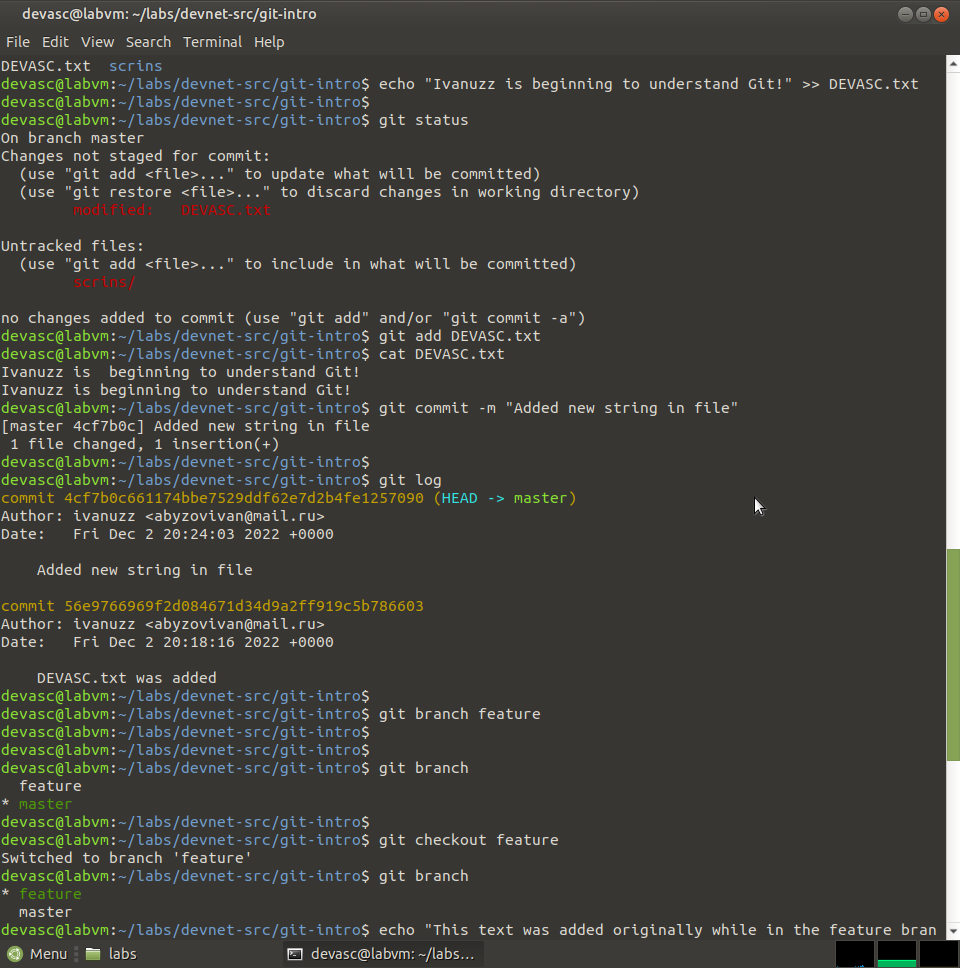 devasc@labvm: ~/labs/devnet-src/git-intro
File Edit View Search Terminal Help
DEVASC.txt  scrins
devasc@labvm:~/labs/devnet-src/git-intro$ echo "Ivanuzz is beginning to understand Git!" >> DEVASC.txt
devasc@labvm:~/labs/devnet-src/git-intro$
devasc@labvm:~/labs/devnet-src/git-intro$ git status
On branch master
Changes not staged for commit:
  (use "git add <file>..." to update what will be committed)
  (use "git restore <file>..." to discard changes in working directory)
        modified:   DEVASC.txt

Untracked files:
  (use "git add <file>..." to include in what will be committed)
        scrins/

no changes added to commit (use "git add" and/or "git commit -a")
devasc@labvm:~/labs/devnet-src/git-intro$ git add DEVASC.txt
devasc@labvm:~/labs/devnet-src/git-intro$ cat DEVASC.txt
Ivanuzz is  beginning to understand Git!
Ivanuzz is beginning to understand Git!
devasc@labvm:~/labs/devnet-src/git-intro$ git commit -m "Added new string in file"
[master 4cf7b0c] Added new string in file
 1 file changed, 1 insertion(+)
devasc@labvm:~/labs/devnet-src/git-intro$
devasc@labvm:~/labs/devnet-src/git-intro$ git log
commit 4cf7b0c661174bbe7529ddf62e7d2b4fe1257090 (HEAD -> master)
Author: ivanuzz <abyzovivan@mail.ru>
Date:   Fri Dec 2 20:24:03 2022 +0000

    Added new string in file

commit 56e9766969f2d084671d34d9a2ff919c5b786603
Author: ivanuzz <abyzovivan@mail.ru>
Date:   Fri Dec 2 20:18:16 2022 +0000

    DEVASC.txt was added
devasc@labvm:~/labs/devnet-src/git-intro$
devasc@labvm:~/labs/devnet-src/git-intro$ git branch feature
devasc@labvm:~/labs/devnet-src/git-intro$
devasc@labvm:~/labs/devnet-src/git-intro$
devasc@labvm:~/labs/devnet-src/git-intro$ git branch
  feature
* master
devasc@labvm:~/labs/devnet-src/git-intro$
devasc@labvm:~/labs/devnet-src/git-intro$ git checkout feature
Switched to branch 'feature'
devasc@labvm:~/labs/devnet-src/git-intro$ git branch
* feature
  master
devasc@labvm:~/labs/devnet-src/git-intro$ echo "This text was added originally while in the feature bran
Menu labs devasc@labvm: ~/labs...